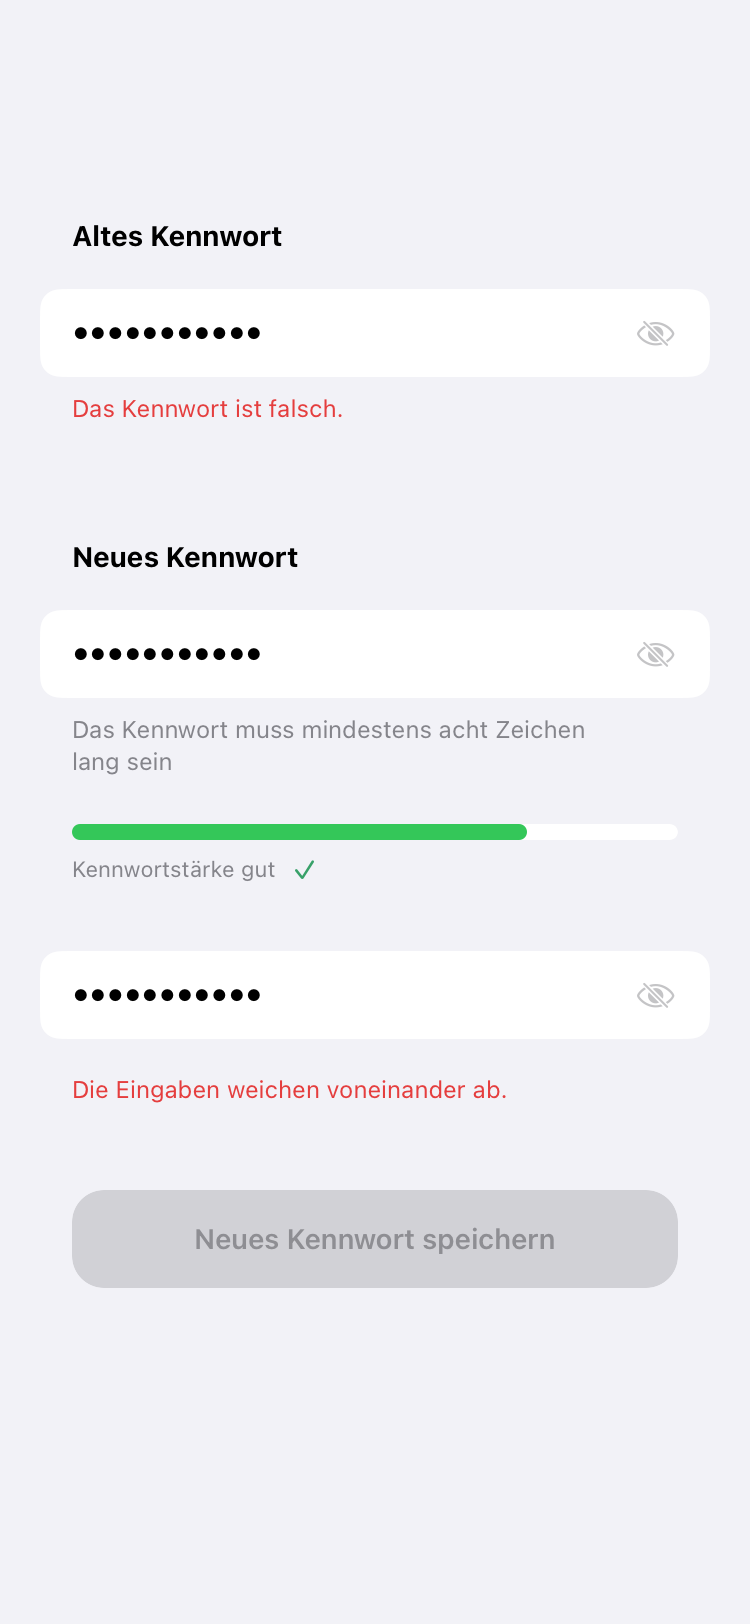 Altes Kennwort
•••••••••••
Das Kennwort ist falsch.
Neues Kennwort
•••••••••••
Das Kennwort muss mindestens acht Zeichen
lang sein
Kennwortstärke gut
•••••••••••
Die Eingaben weichen voneinander ab.
Neues Kennwort speichern